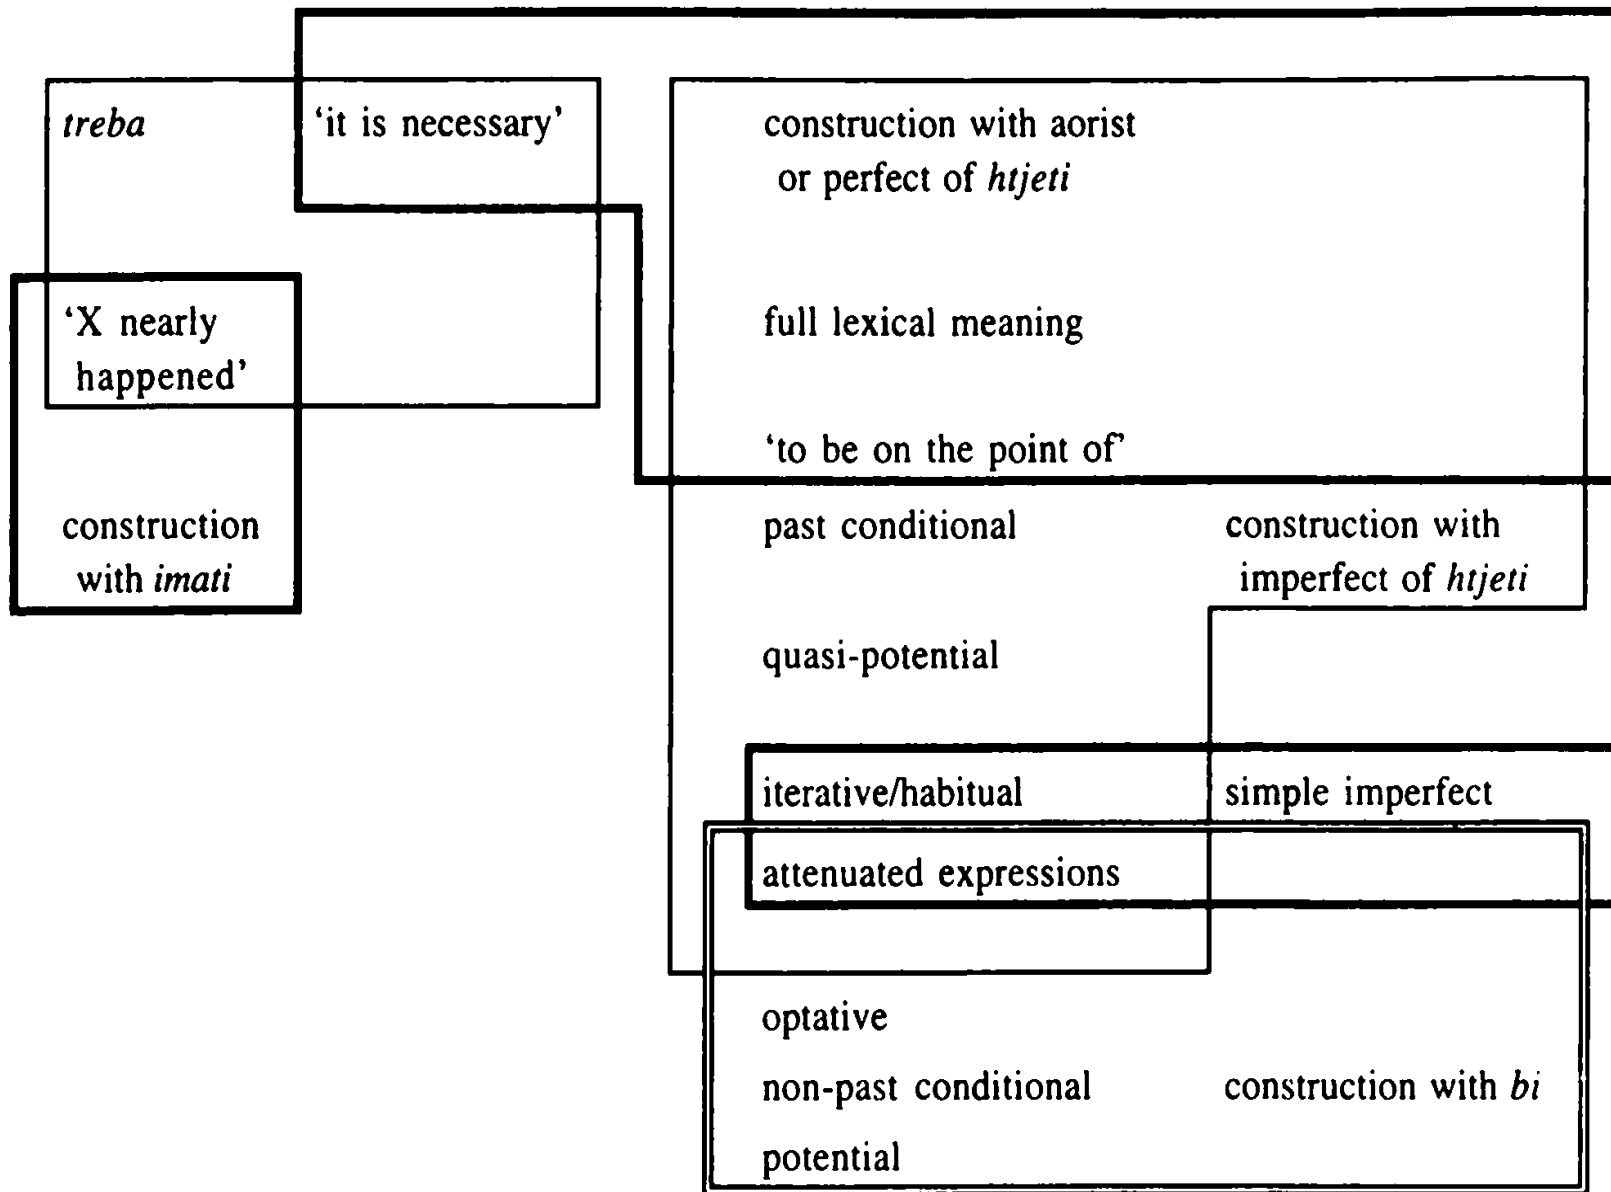 treba
‘it is necessary’
construction with aorist
or perfect of htjeti
‘X nearly
happened’
full lexical meaning
‘to be on the point of’
construction
with imati
past conditional
construction with
imperfect of htjeti
quasi-potential
iterative/habitual
simple imperfect
attenuated expressions
optative
non-past conditional
construction with bi
potential